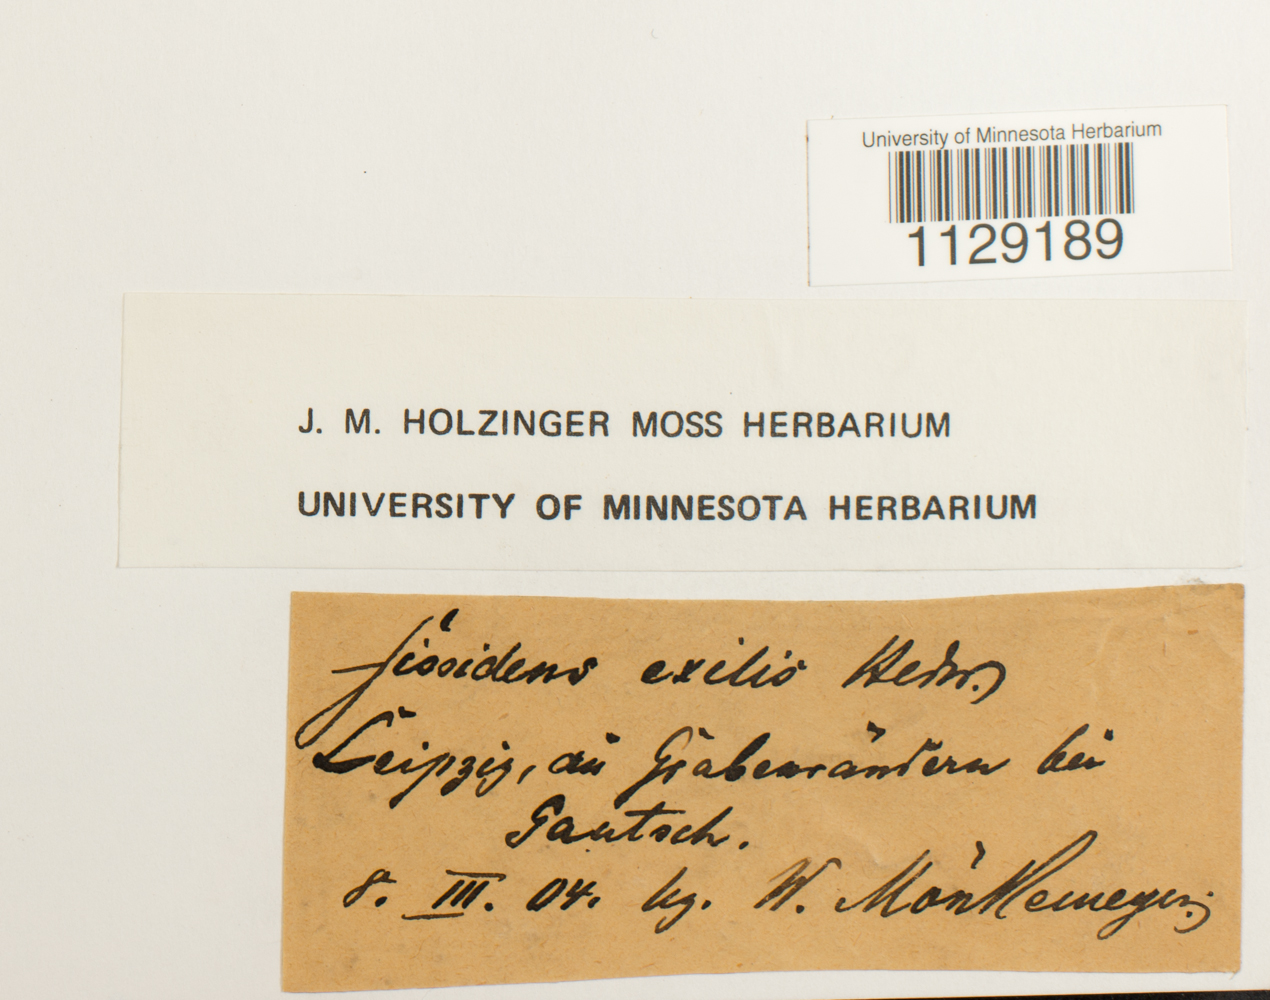 University of Minnesota Herbarium
1129189
J. M. HOLZINGER MOSS HERBARIUM
UNIVERSITY OF MINNESOTA HERBARIUM
Fissidens exilis Hedw.
Leipzig, an Grabenrändern bei
Gautsch.
8. III. 04. lg. W. Mönkemeyer.